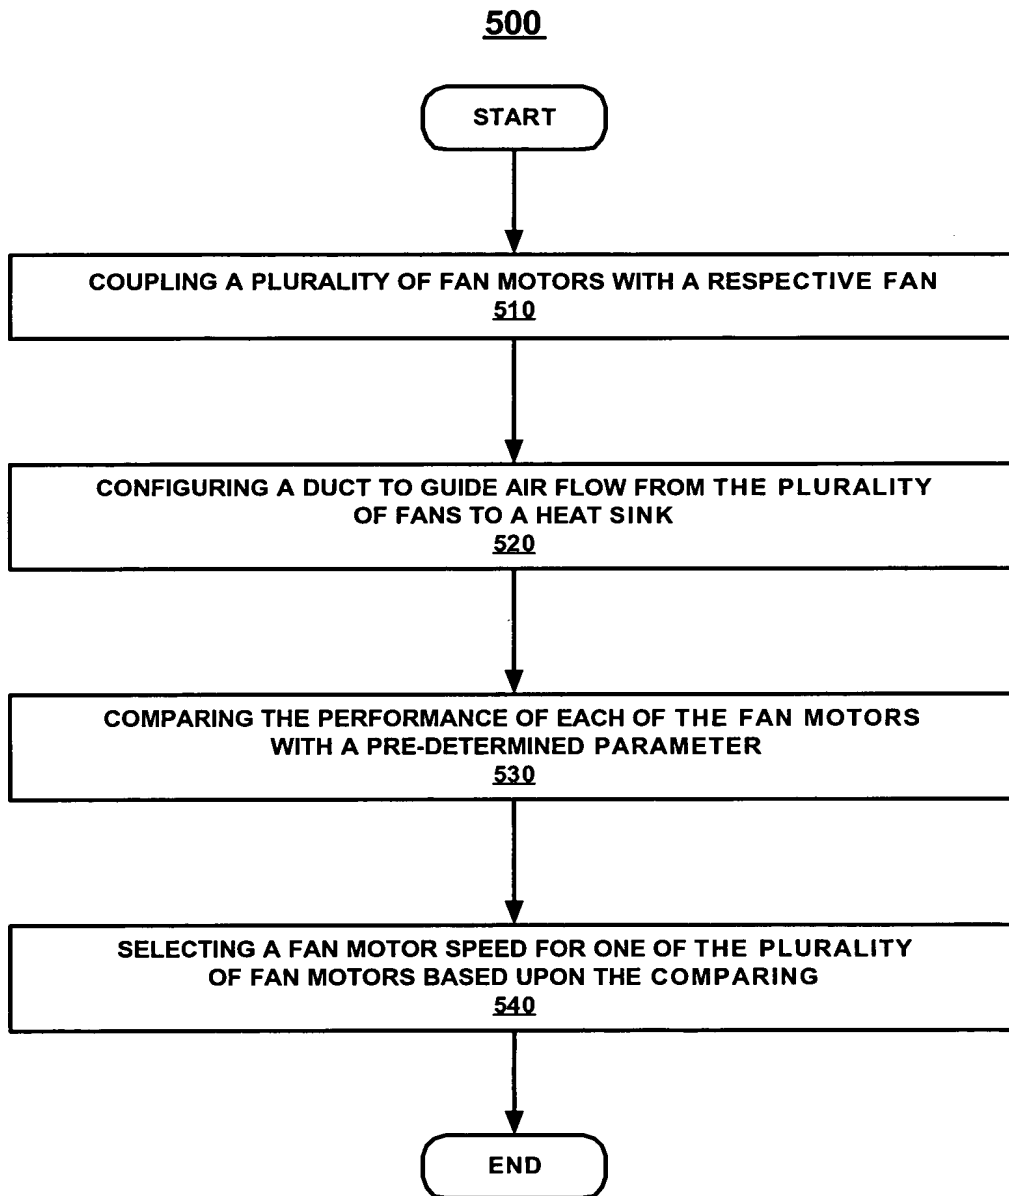 500
START
COUPLING A PLURALITY OF FAN MOTORS WITH A RESPECTIVE FAN
510
CONFIGURING A DUCT TO GUIDE AIR FLOW FROM THE PLURALITY
OF FANS TO A HEAT SINK
520
COMPARING THE PERFORMANCE OF EACH OF THE FAN MOTORS
WITH A PRE-DETERMINED PARAMETER
530
SELECTING A FAN MOTOR SPEED FOR ONE OF THE PLURALITY
OF FAN MOTORS BASED UPON THE COMPARING
540
END